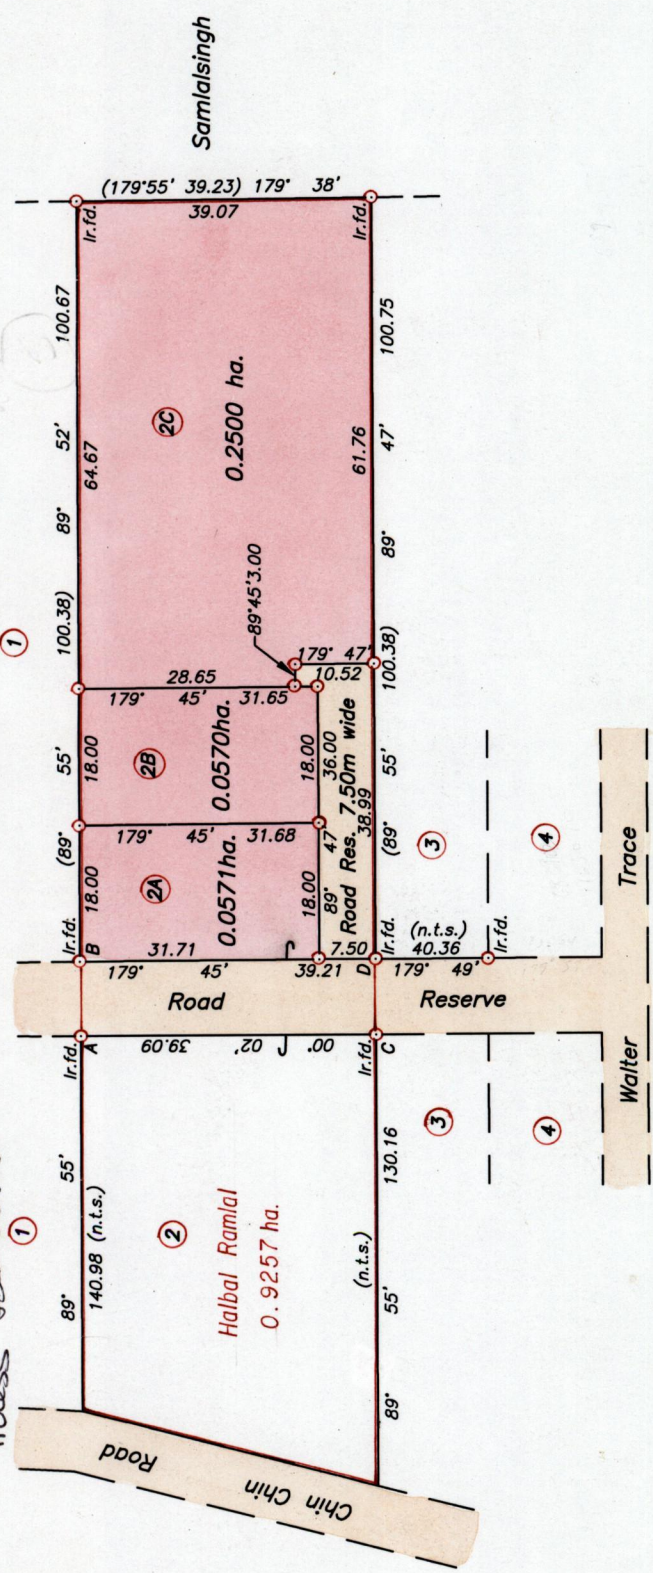 Samlalsingh
(179°55' 39.23) 179° 38'
39.07
Ir.fd.
Ir.fd.
1
(89° 55' 100.38) 89° 52' 100.67
64.67
2C
0.2500 ha.
61.76
(89° 55' 100.38) 89° 47' 100.75
89°45'3.00
179° 47'
10.52
28.65
179° 45' 31.65
18.00
2B
0.0570ha.
18.00
36.00
179° 45' 31.68
18.00
2A
0.0571ha.
18.00
89° 47'
Road Res. 7.50m wide
38.99
Ir.fd.
B
31.71
7.50
179° 45' 39.21
D
Ir.fd.
(n.t.s.)
40.36
179° 49'
Ir.fd.
Road Reserve
Ir.fd.
A
00° 02' 39.09
Ir.fd.
C
3
4
3
4
Walter Trace
1
89° 55'
140.98 (n.t.s.)
2
Halbal Ramlal
0.9257 ha.
(n.t.s.)
89° 55' 130.16
Chin Chin Road